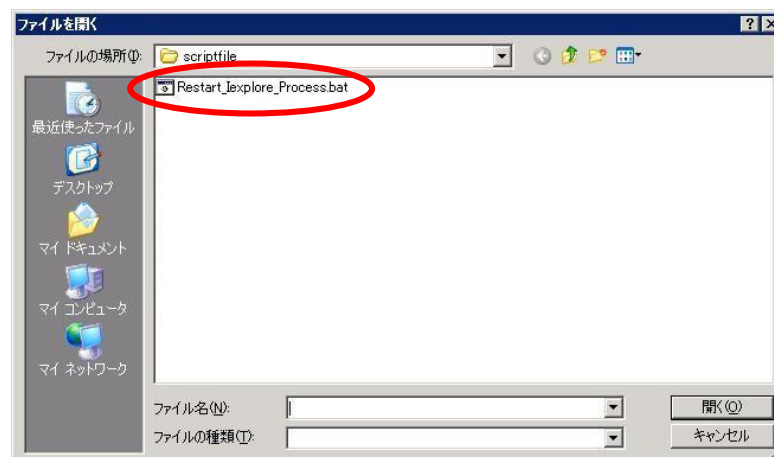 ファイルを開く
ファイルの場所(I):
scriptfile
Restart_Iexplore_Process.bat
最近使ったファイル
デスクトップ
マイ ドキュメント
マイ コンピュータ
マイ ネットワーク
ファイル名(N):
開く(O)
ファイルの種類(T):
キャンセル